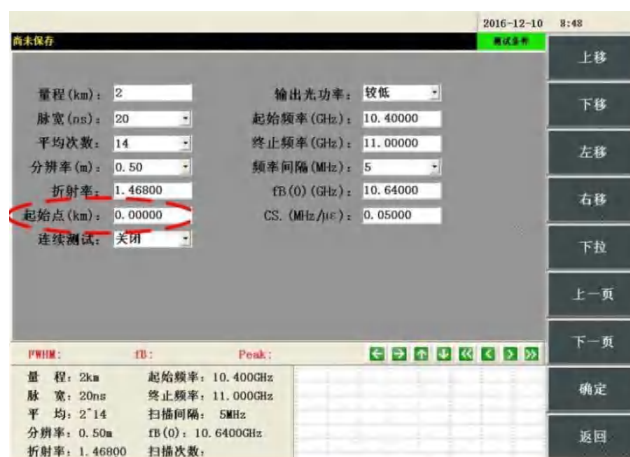 2016-12-10 8:48
尚未保存 测试条件
量程(km): 2 输出光功率: 较低
脉宽(ns): 20 起始频率(GHz): 10.40000
平均次数: 14 终止频率(GHz): 11.00000
分辨率(m): 0.50 频率间隔(MHz): 5
折射率: 1.46800 fB(0)(GHz): 10.64000
起始点(km): 0.00000 CS.(MHz/με): 0.05000
连续测试: 关闭
FWHM: fB: Peak:
量 程: 2km 起始频率: 10.400GHz
脉 宽: 20ns 终止频率: 11.000GHz
平 均: 2^14 扫描间隔: 5MHz
分辨率: 0.50m fB(0): 10.6400GHz
折射率: 1.46800 扫描次数:
上移
下移
左移
右移
下拉
上一页
下一页
确定
返回